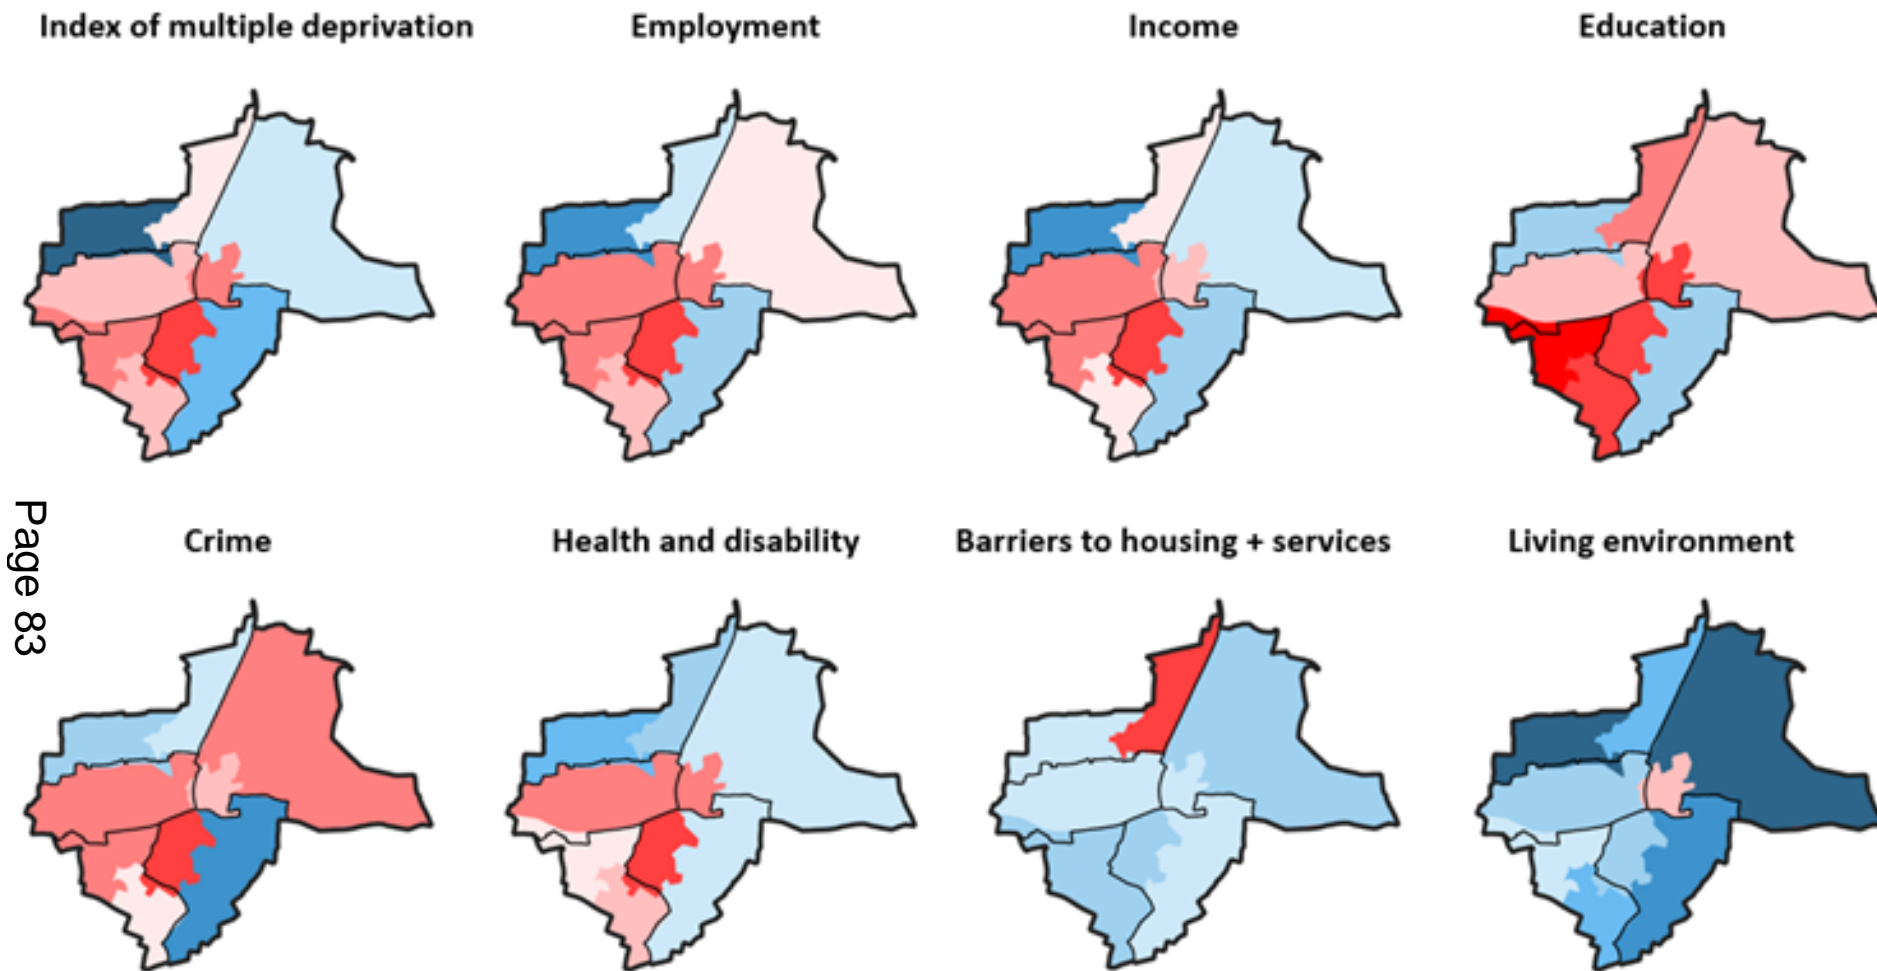 Index of multiple deprivation
Employment
Income
Education
Crime
Health and disability
Barriers to housing + services
Living environment
Page 83